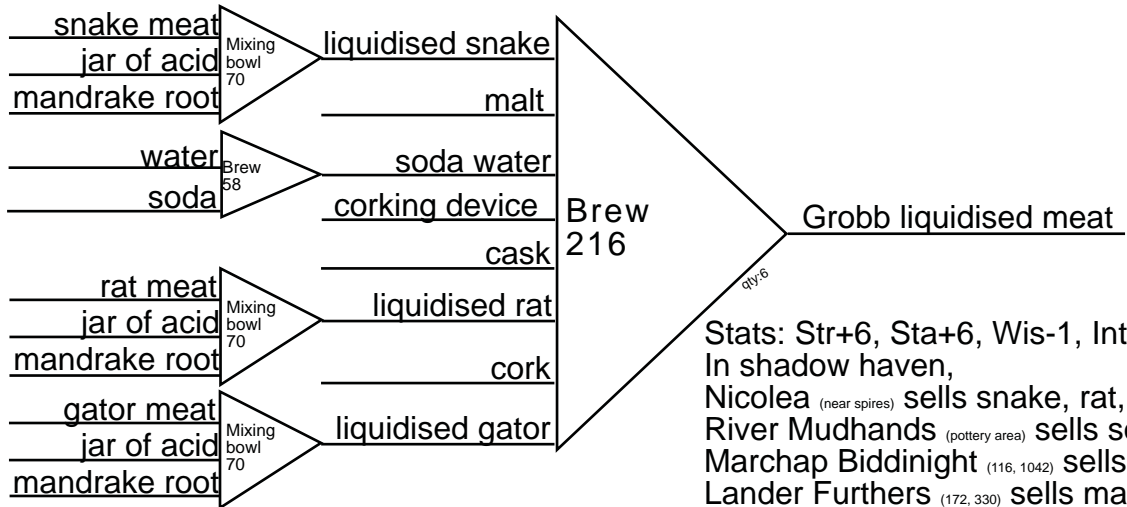 snake meat
jar of acid
mandrake root
Mixing
bowl
70
liquidised snake
malt
water
soda
Brew
58
soda water
corking device
cask
rat meat
jar of acid
mandrake root
Mixing
bowl
70
liquidised rat
cork
gator meat
jar of acid
mandrake root
Mixing
bowl
70
liquidised gator
Brew
216
Grobb liquidised meat
qty:6
Stats: Str+6, Sta+6, Wis-1, Int
In shadow haven,
Nicolea (near spires) sells snake, rat,
River Mudhands (pottery area) sells
Marchap Biddinight (116, 1042) sells
Lander Furthers (172, 330) sells